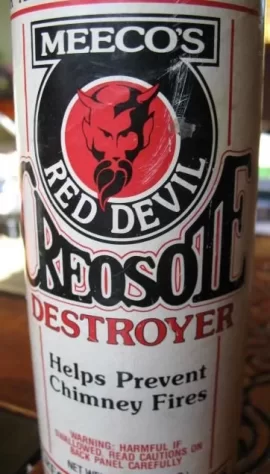 MEECO'S
RED DEVIL
CREOSOTE
DESTROYER
Helps Prevent
Chimney Fires
WARNING: HARMFUL IF
SWALLOWED. READ CAUTIONS ON
BACK PANEL CAREFULLY.
NET